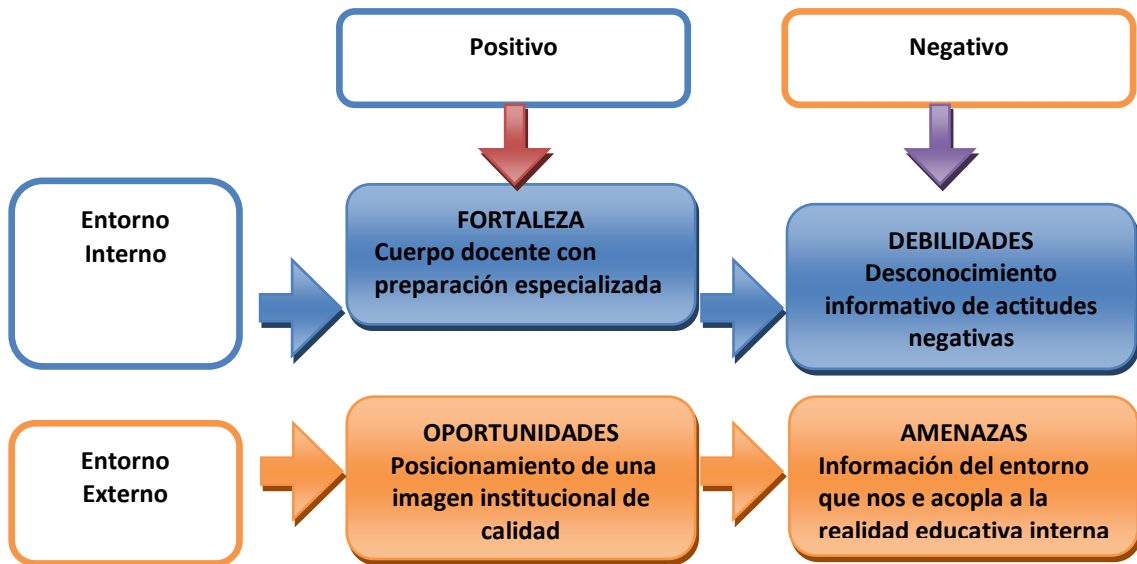 Positivo
Negativo
Entorno
Interno
FORTALEZA
Cuerpo docente con
preparación especializada
DEBILIDADES
Desconocimiento
informativo de actitudes
negativas
Entorno
Externo
OPORTUNIDADES
Posicionamiento de una
imagen institucional de
calidad
AMENAZAS
Información del entorno
que nos e acopla a la
realidad educativa interna